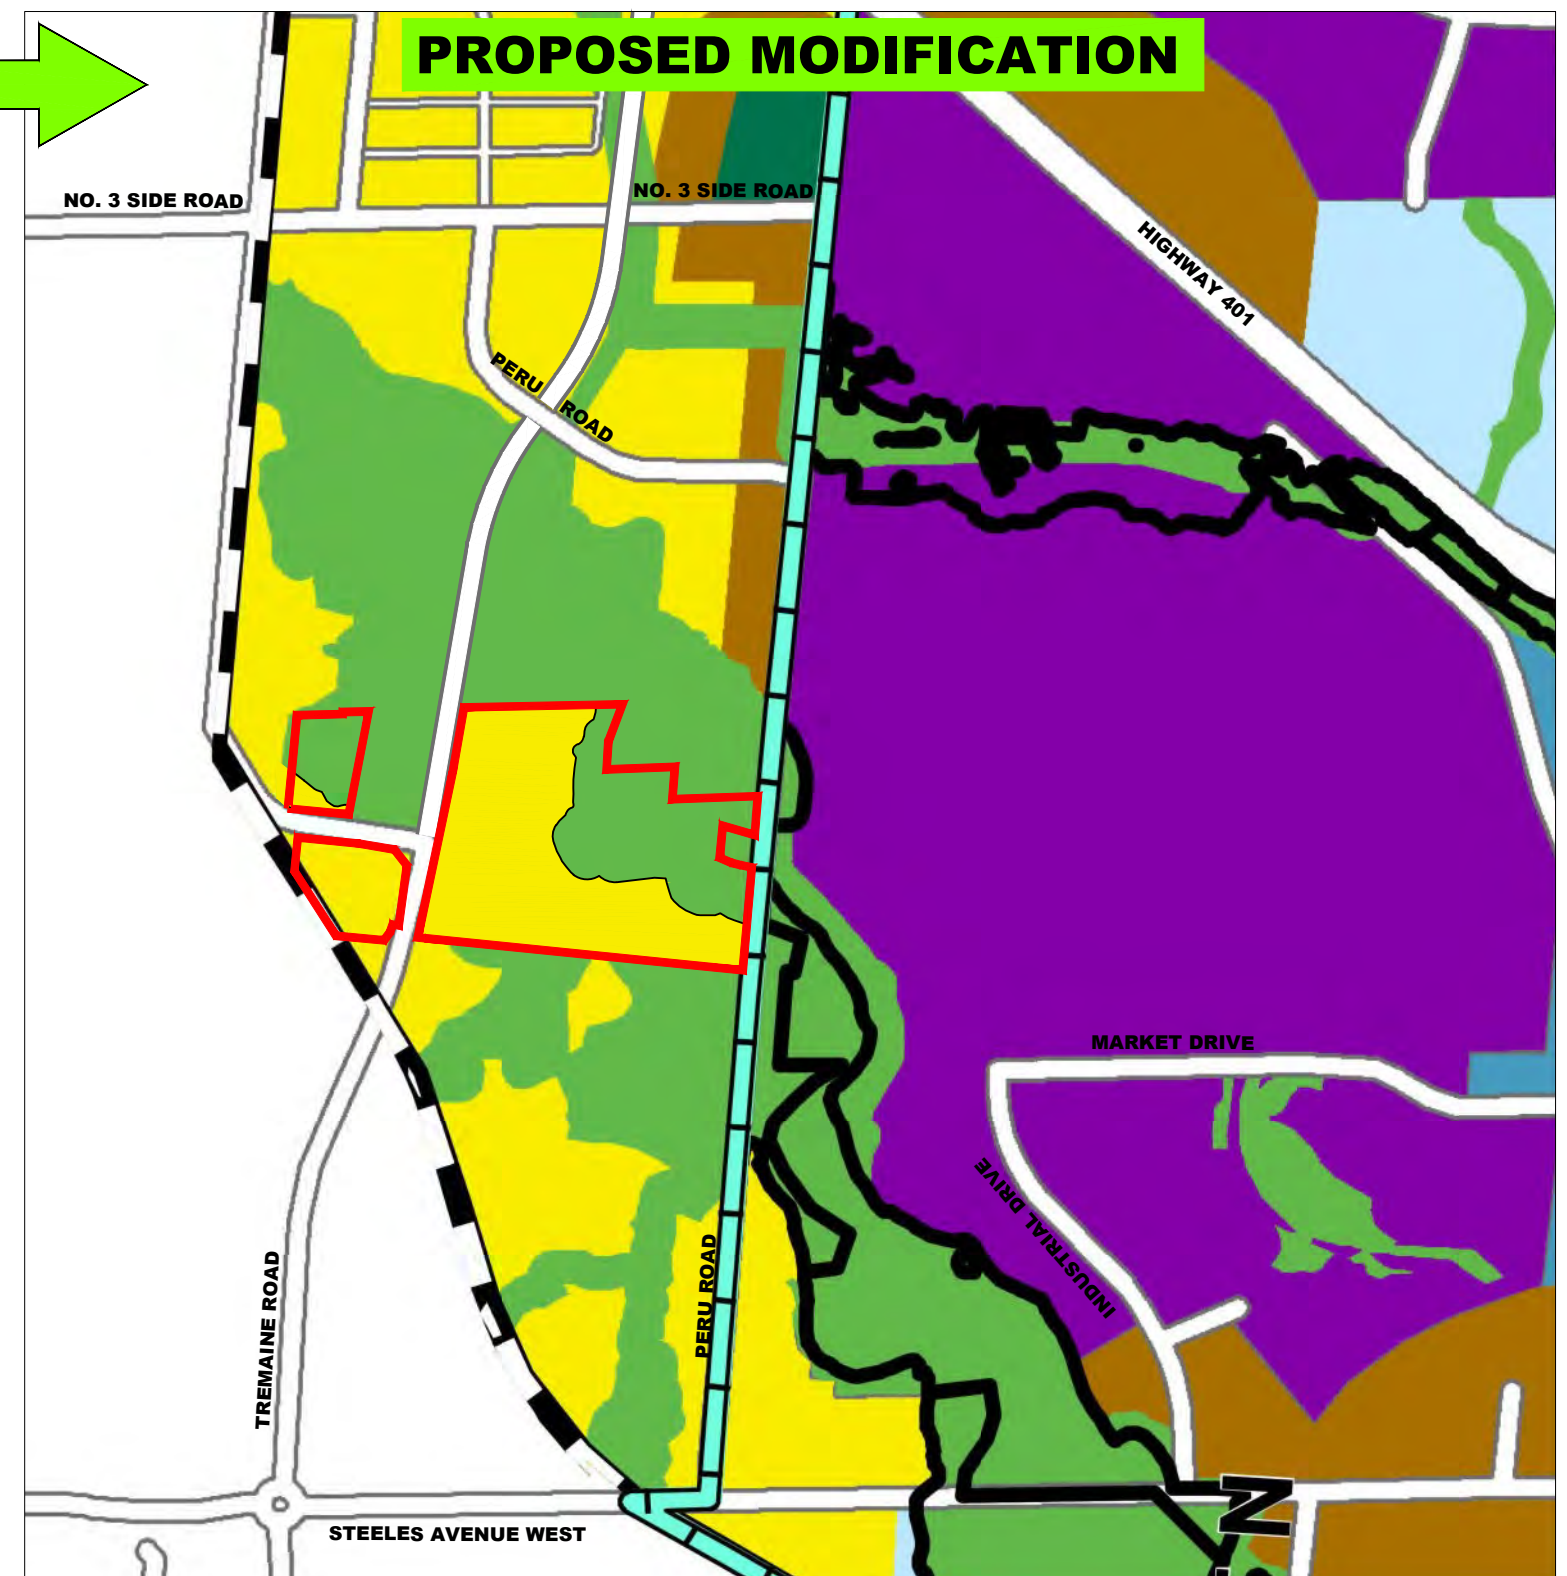 PROPOSED MODIFICATION
NO. 3 SIDE ROAD
NO. 3 SIDE ROAD
HIGHWAY 401
PERU ROAD
MARKET DRIVE
INDUSTRIAL DRIVE
PERU ROAD
TREMAINE ROAD
N
STEELES AVENUE WEST